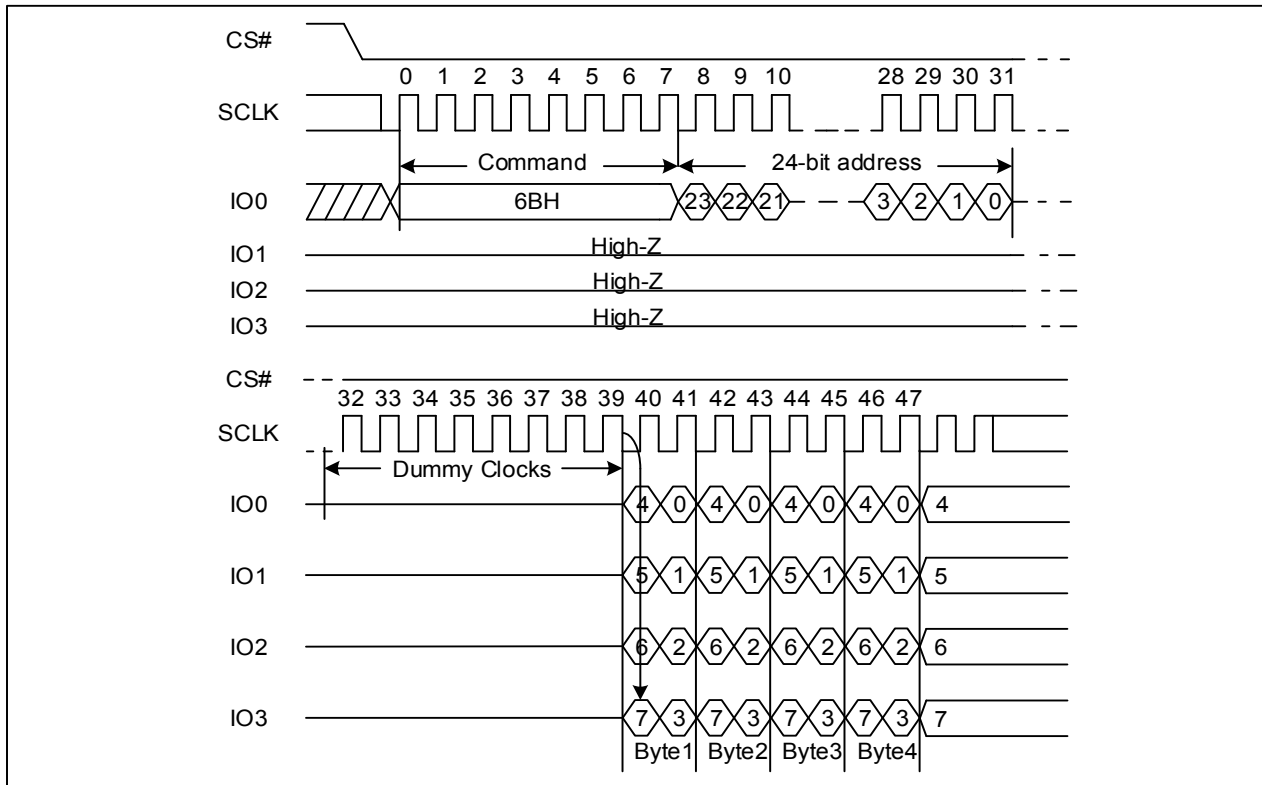 CS#
0 1 2 3 4 5 6 7 8 9 10 28 29 30 31
SCLK
Command 24-bit address
IO0 6BH 23 22 21 3 2 1 0
IO1 High-Z
IO2 High-Z
IO3 High-Z
CS#
32 33 34 35 36 37 38 39 40 41 42 43 44 45 46 47
SCLK
Dummy Clocks
IO0 4 0 4 0 4 0 4 0 4
IO1 5 1 5 1 5 1 5 1 5
IO2 6 2 6 2 6 2 6 2 6
IO3 7 3 7 3 7 3 7 3 7
Byte1 Byte2 Byte3 Byte4